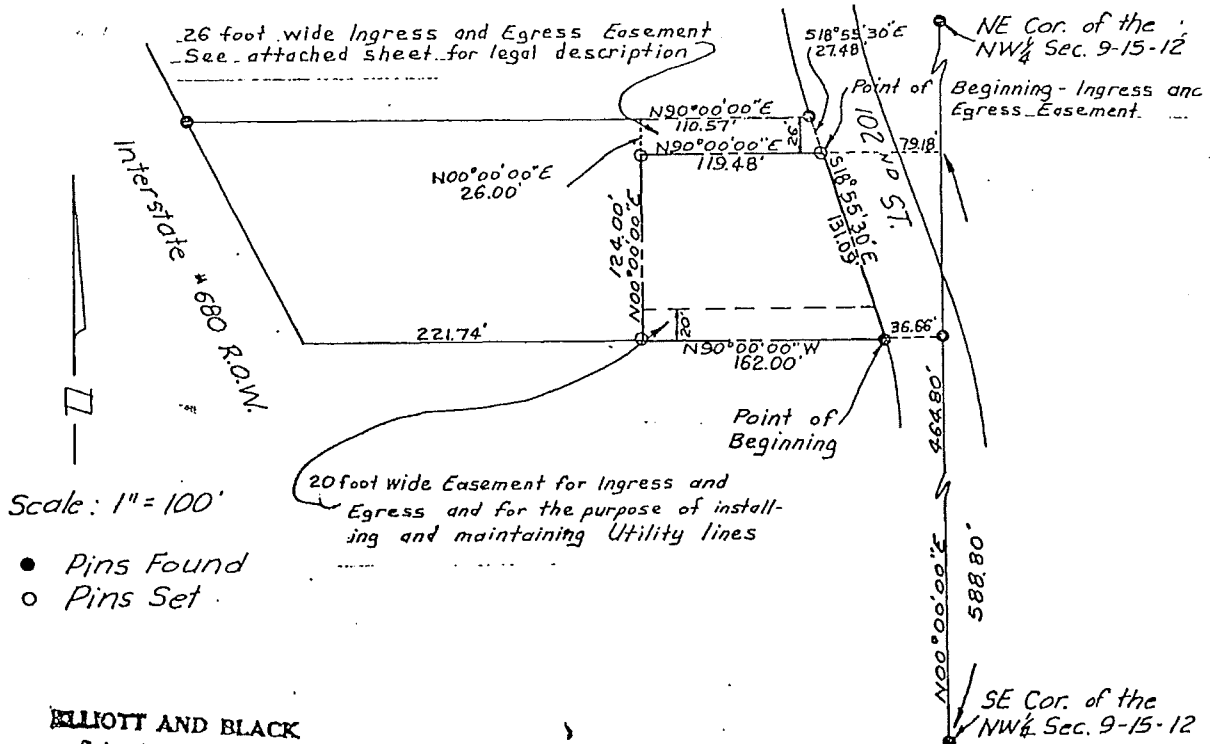 26 foot wide Ingress and Egress Easement
See attached sheet for legal description
S18°55'30"E
27.48'
NE Cor. of the
NW¼ Sec. 9-15-12
Point of Beginning - Ingress and
Egress Easement
N90°00'00"E
110.57'
26'
N90°00'00"E
119.48'
102 ND ST.
79.18'
N00°00'00"E
26.00'
Interstate #680 R.O.W.
124.00'
N00°00'00"E
S18°55'30"E
131.09'
221.74'
20'
N90°00'00"W
162.00'
36.66'
Point of
Beginning
464.80'
20 foot wide Easement for Ingress and
Egress and for the purpose of install-
ing and maintaining Utility lines
Scale: 1" = 100'
Pins Found
Pins Set
N00°00'00"E
588.80'
SE Cor. of the
NW¼ Sec. 9-15-12
ELLIOTT AND BLACK